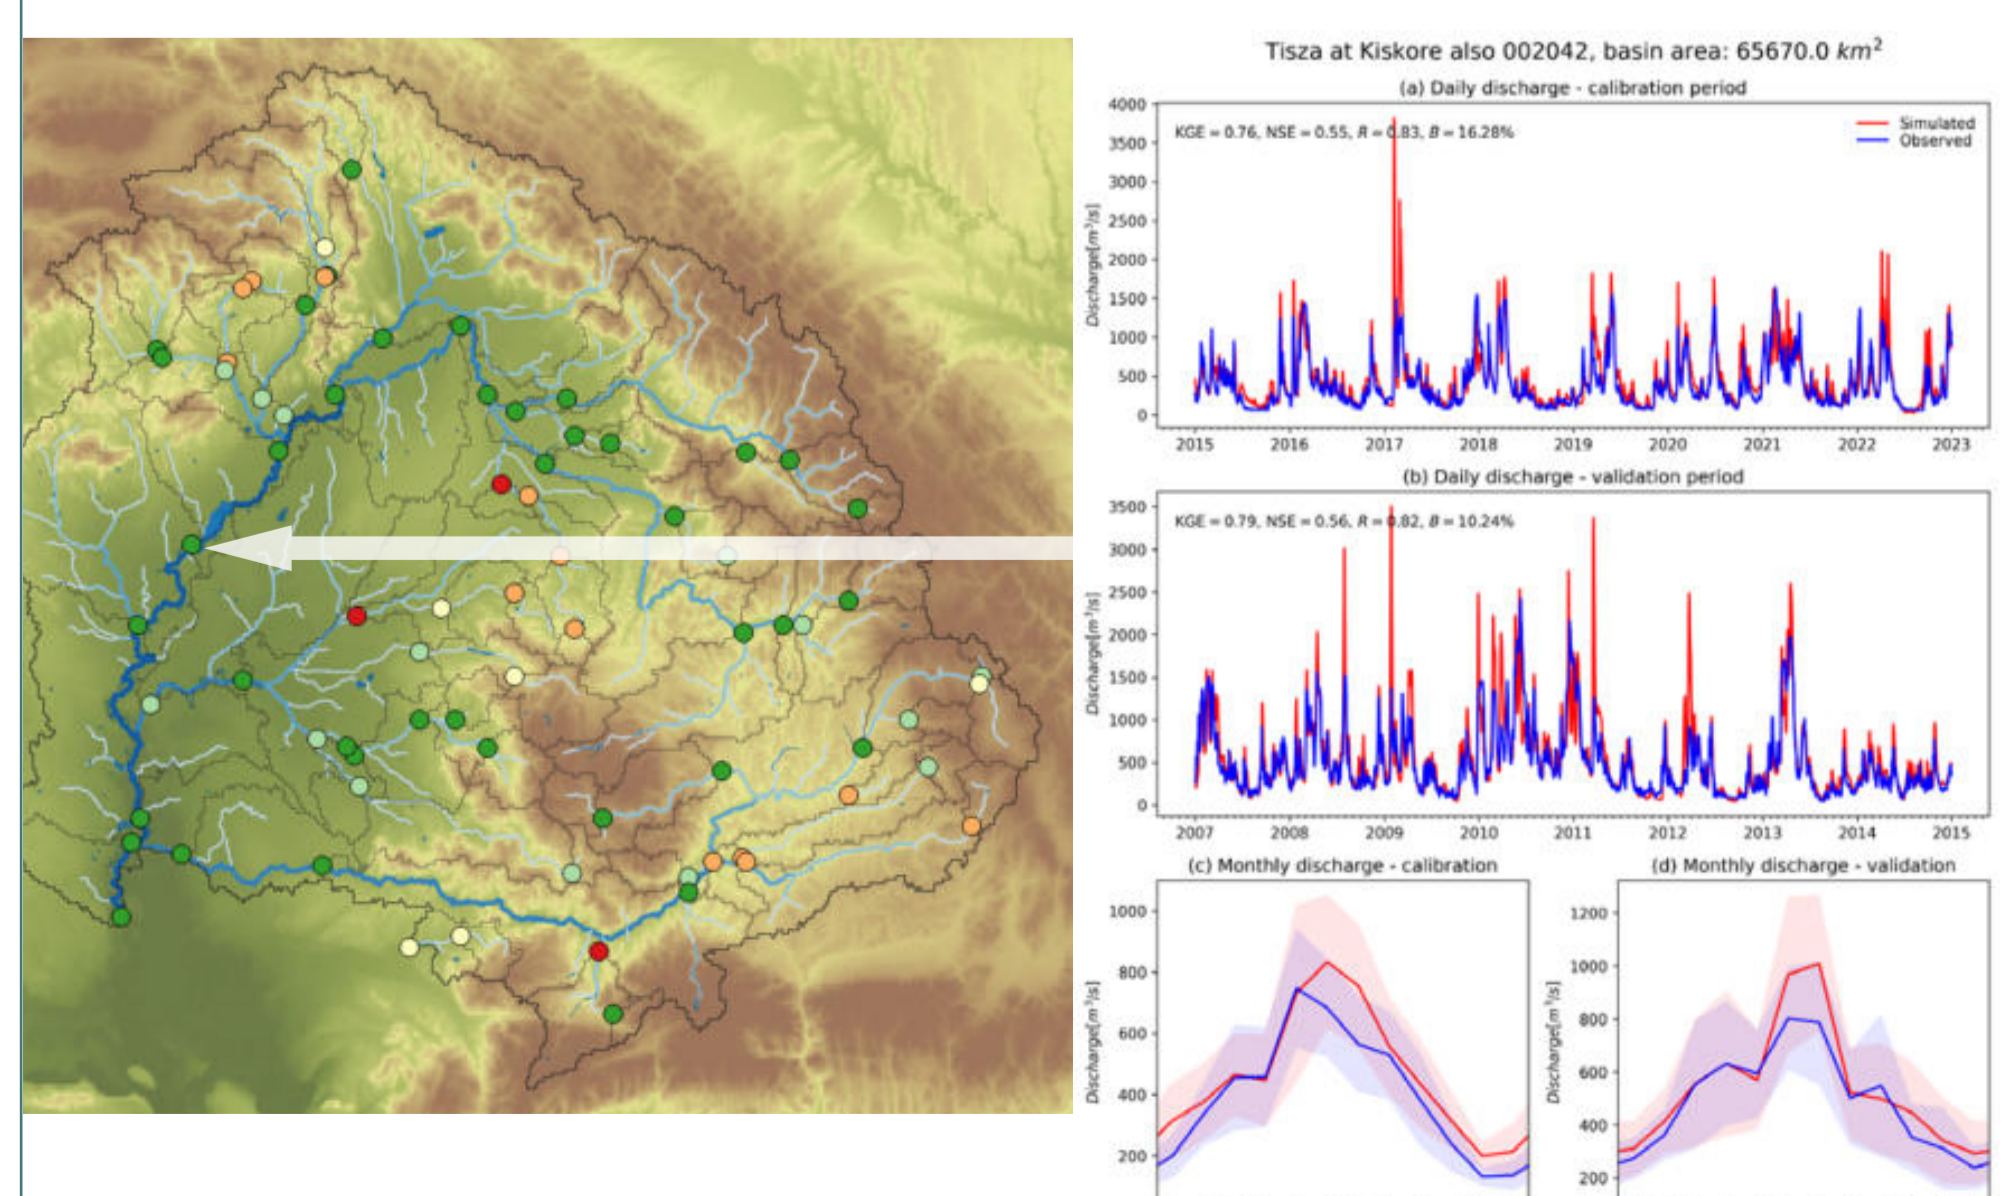 Tisza at Kiskore also 002042, basin area: 65670.0 km²
(a) Daily discharge - calibration period
KGE = 0.76, NSE = 0.55, R = 0.83, B = 16.28%
Simulated
Observed
Discharge[m³/s]
4000
3500
3000
2500
2000
1500
1000
500
0
2015 2016 2017 2018 2019 2020 2021 2022 2023
(b) Daily discharge - validation period
KGE = 0.79, NSE = 0.56, R = 0.82, B = 10.24%
Discharge[m³/s]
3500
3000
2500
2000
1500
1000
500
0
2007 2008 2009 2010 2011 2012 2013 2014 2015
(c) Monthly discharge - calibration
Discharge[m³/s]
1000
800
600
400
200
(d) Monthly discharge - validation
Discharge[m³/s]
1200
1000
800
600
400
200